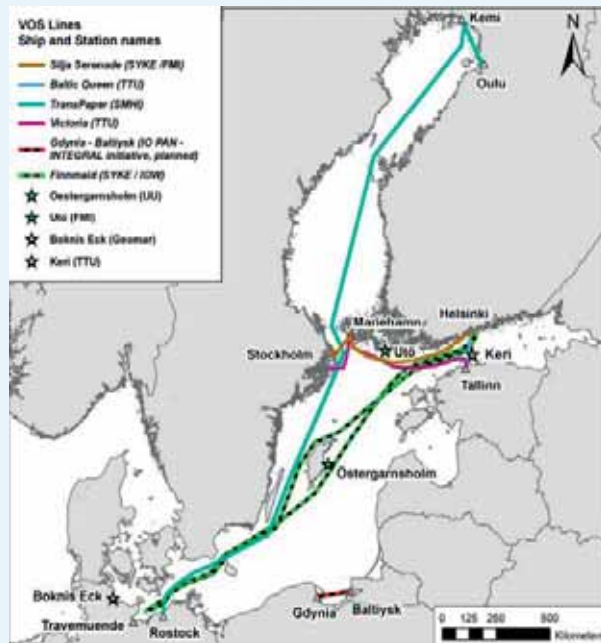 VOS Lines
Ship and Station names
Silja Serenade (SYKE /FMI)
Baltic Queen (TTU)
TransPaper (SMHI)
Victoria (TTU)
Gdynia - Baltiysk (IO PAN -
INTEGRAL initiative, planned)
Finnmaid (SYKE / IOW)
Oestergarnsholm (UU)
Utö (FMI)
Boknis Eck (Geomar)
Keri (TTU)
N
Kemi
Oulu
Mariehamn
Helsinki
Stockholm
Utö
Keri
Tallinn
Östergarnsholm
Boknis Eck
Travemuende
Rostock
Gdynia
Baltiysk
0 125 250 500
Kilometers